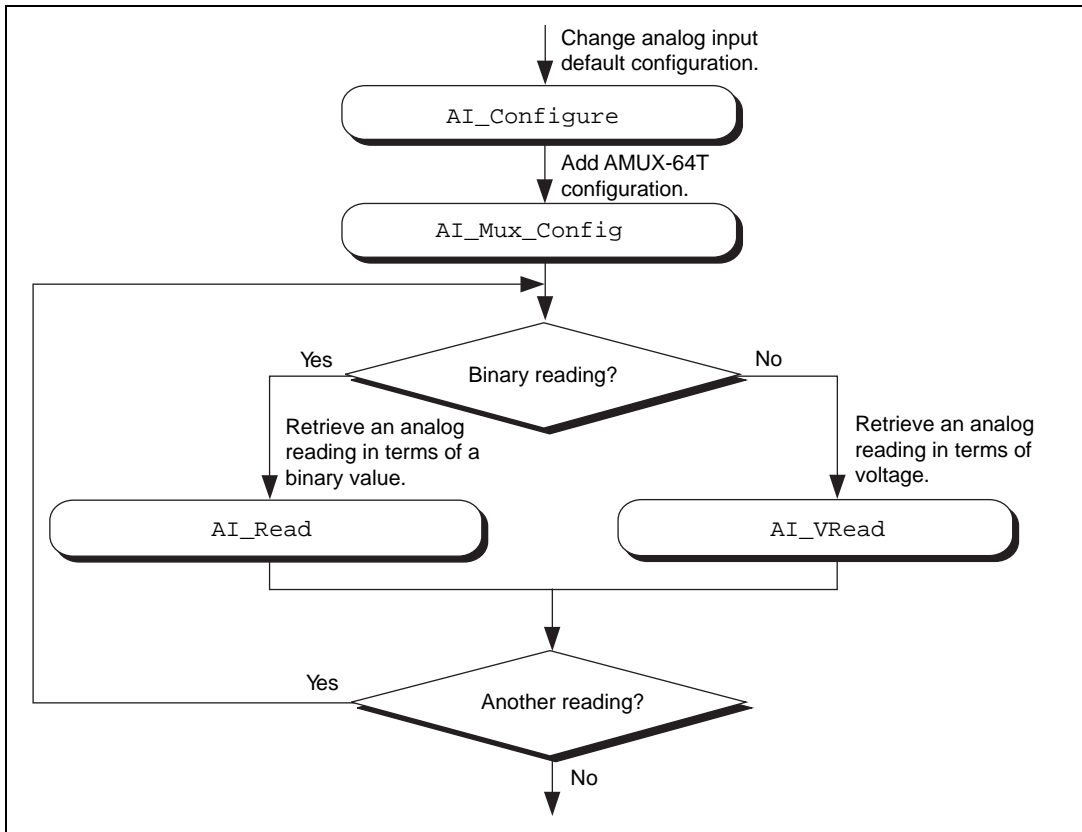 Change analog input
default configuration.
AI_Configure
Add AMUX-64T
configuration.
AI_Mux_Config
Yes
Binary reading?
No
Retrieve an analog
reading in terms of a
binary value.
Retrieve an analog
reading in terms of
voltage.
AI_Read
AI_VRead
Yes
Another reading?
No